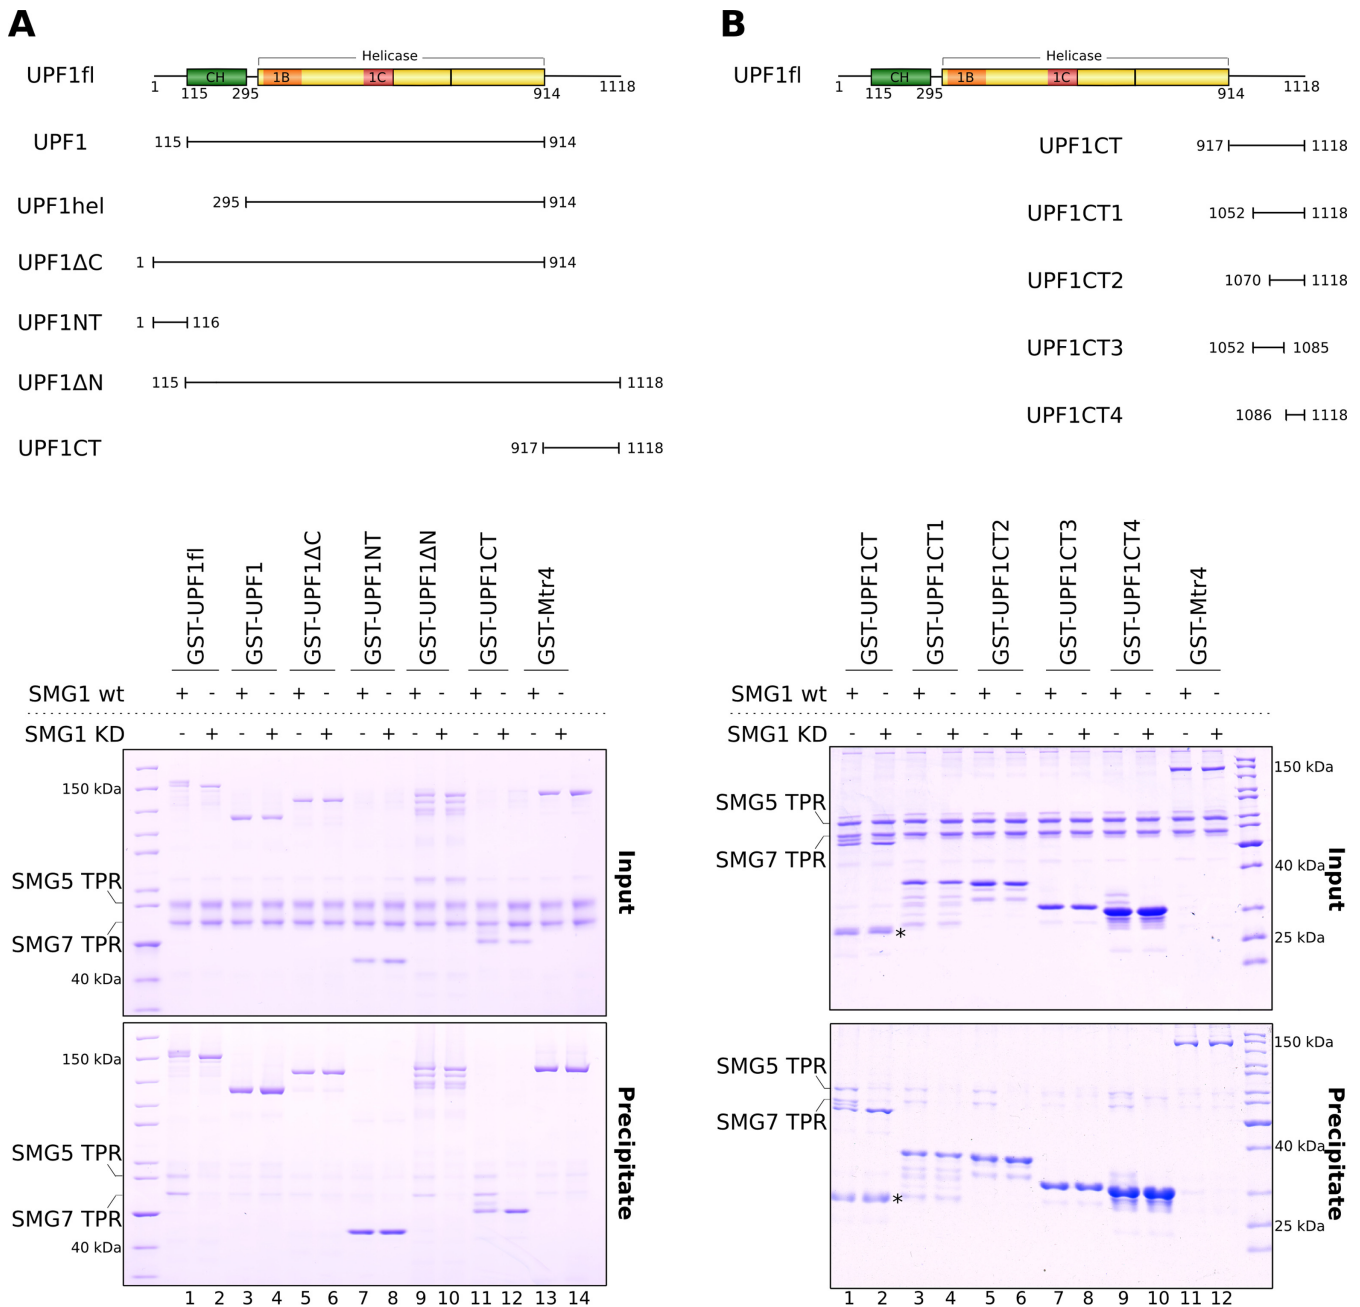 A
Helicase
UPF1fl
CH
1B
1C
1
115
295
914
1118
UPF1
115
914
UPF1hel
295
914
UPF1ΔC
1
914
UPF1NT
1
116
UPF1ΔN
115
1118
UPF1CT
917
1118
GST-UPF1fl
GST-UPF1
GST-UPF1ΔC
GST-UPF1NT
GST-UPF1ΔN
GST-UPF1CT
GST-Mtr4
SMG1 wt + - + - + - + - + - + - + -
SMG1 KD - + - + - + - + - + - + - +
150 kDa
SMG5 TPR
SMG7 TPR
40 kDa
Input
150 kDa
SMG5 TPR
SMG7 TPR
40 kDa
Precipitate
1 2 3 4 5 6 7 8 9 10 11 12 13 14
B
Helicase
UPF1fl
CH
1B
1C
1
115
295
914
1118
UPF1CT
917
1118
UPF1CT1
1052
1118
UPF1CT2
1070
1118
UPF1CT3
1052
1085
UPF1CT4
1086
1118
GST-UPF1CT
GST-UPF1CT1
GST-UPF1CT2
GST-UPF1CT3
GST-UPF1CT4
GST-Mtr4
SMG1 wt + - + - + - + - + - + -
SMG1 KD - + - + - + - + - + - +
150 kDa
SMG5 TPR
SMG7 TPR
40 kDa
*
25 kDa
Input
150 kDa
SMG5 TPR
SMG7 TPR
40 kDa
*
25 kDa
Precipitate
1 2 3 4 5 6 7 8 9 10 11 12